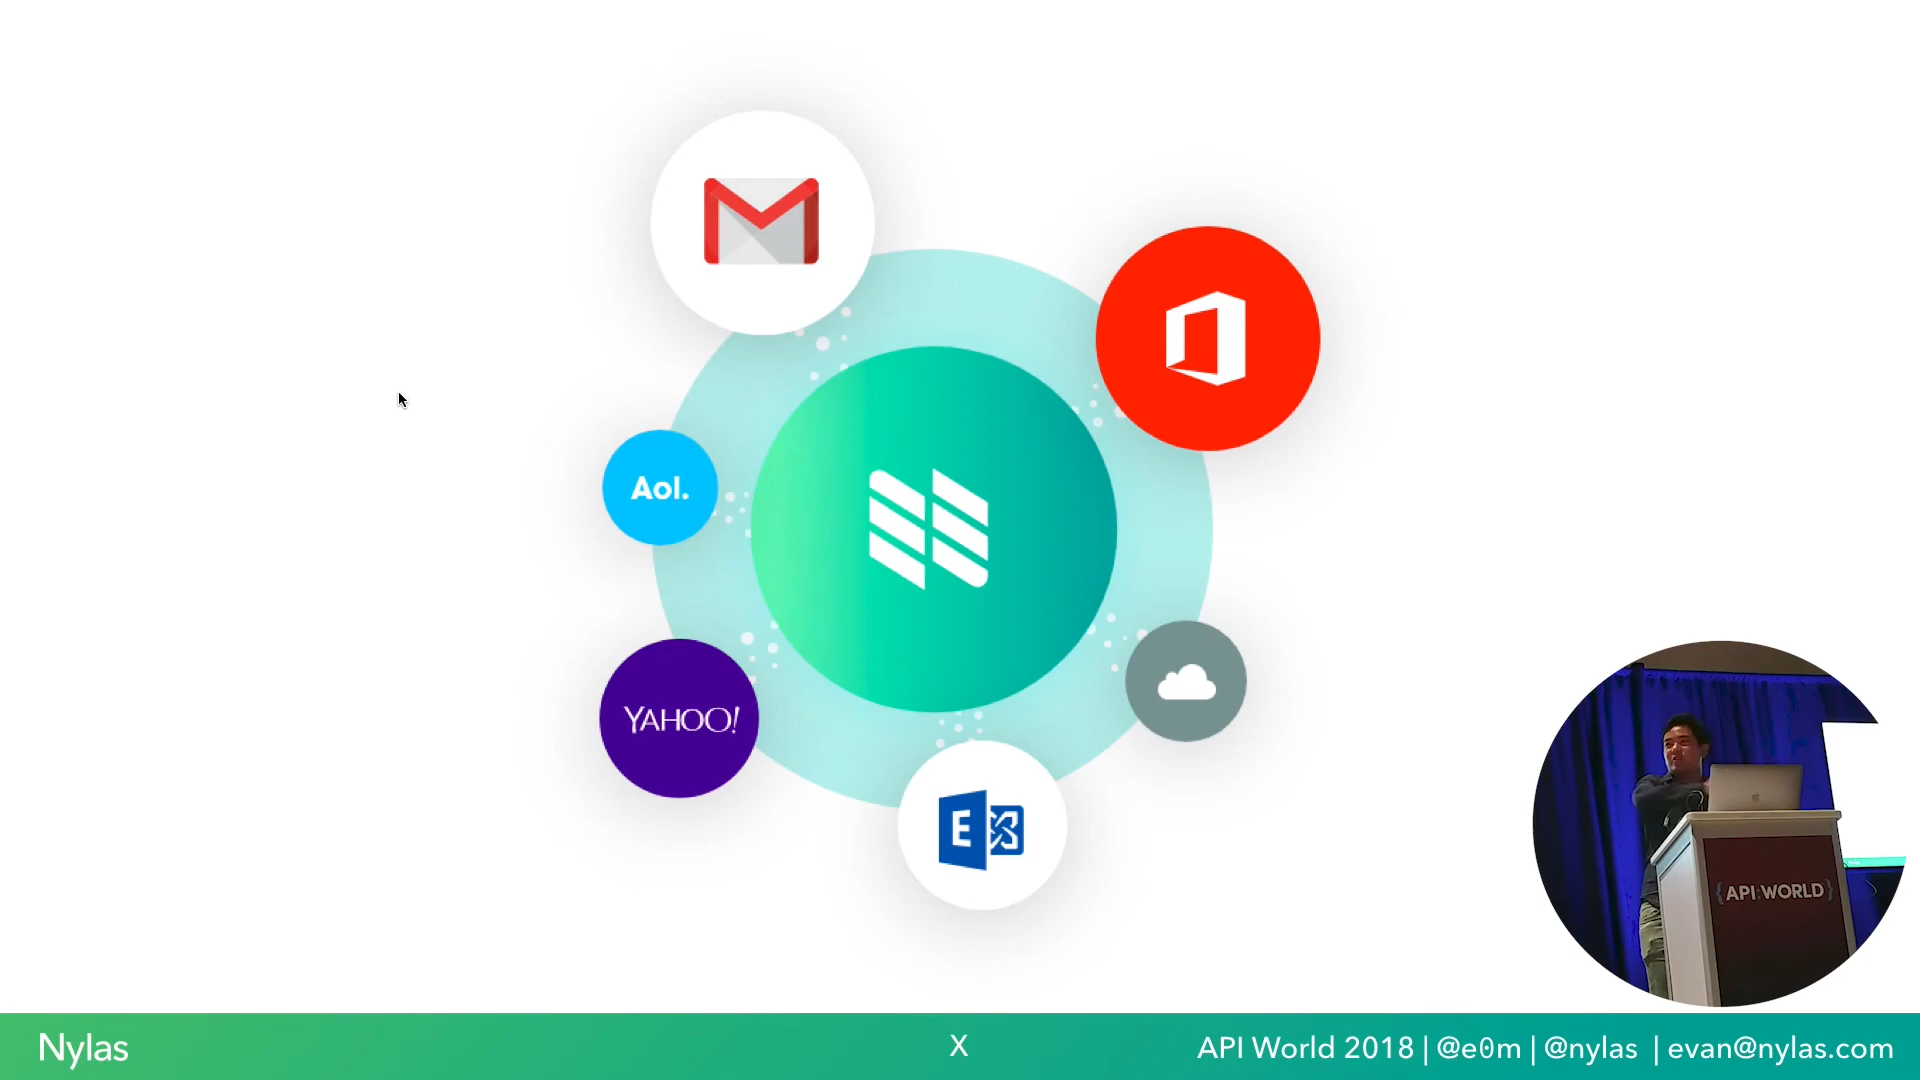 Aol.
YAHOO!
E
{API:WORLD}
Nylas
X
API World 2018 | @e0m | @nylas | evan@nylas.com